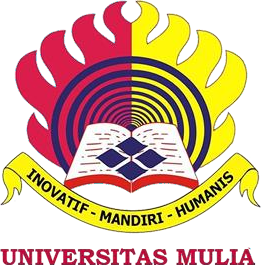 INOVATIF - MANDIRI - HUMANIS
UNIVERSITAS MULIA